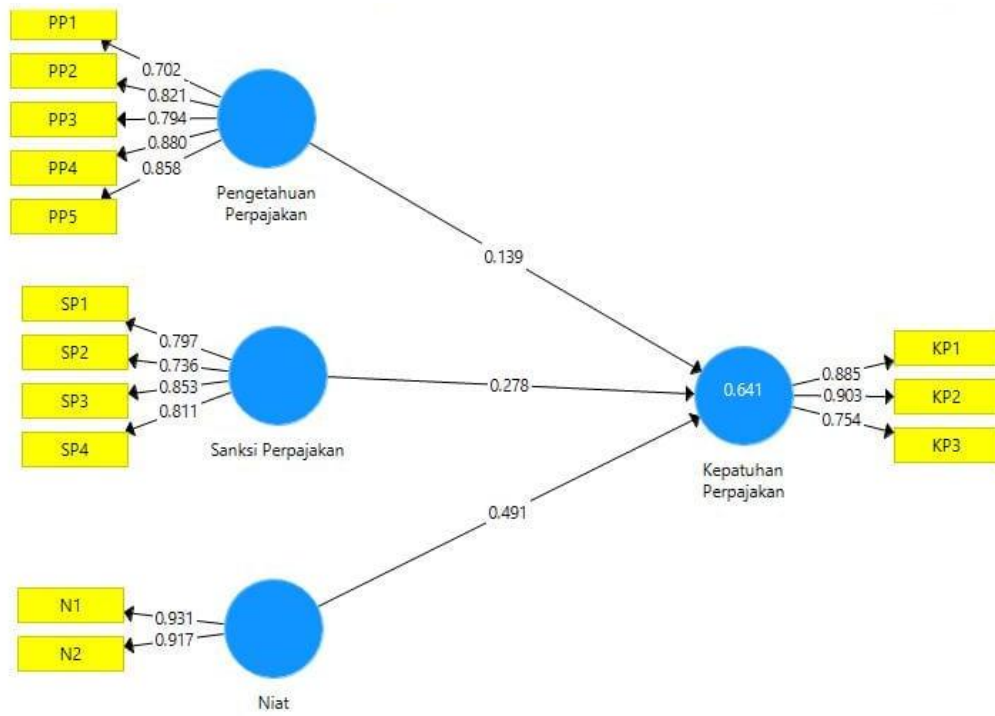 PP1
PP2
PP3
PP4
PP5
0.702
0.821
0.794
0.880
0.858
Pengetahuan
Perpajakan
0.139
SP1
SP2
SP3
SP4
0.797
0.736
0.853
0.811
Sanksi Perpajakan
0.278
N1
N2
0.931
0.917
Niat
0.491
0.641
Kepatuhan
Perpajakan
0.885
0.903
0.754
KP1
KP2
KP3